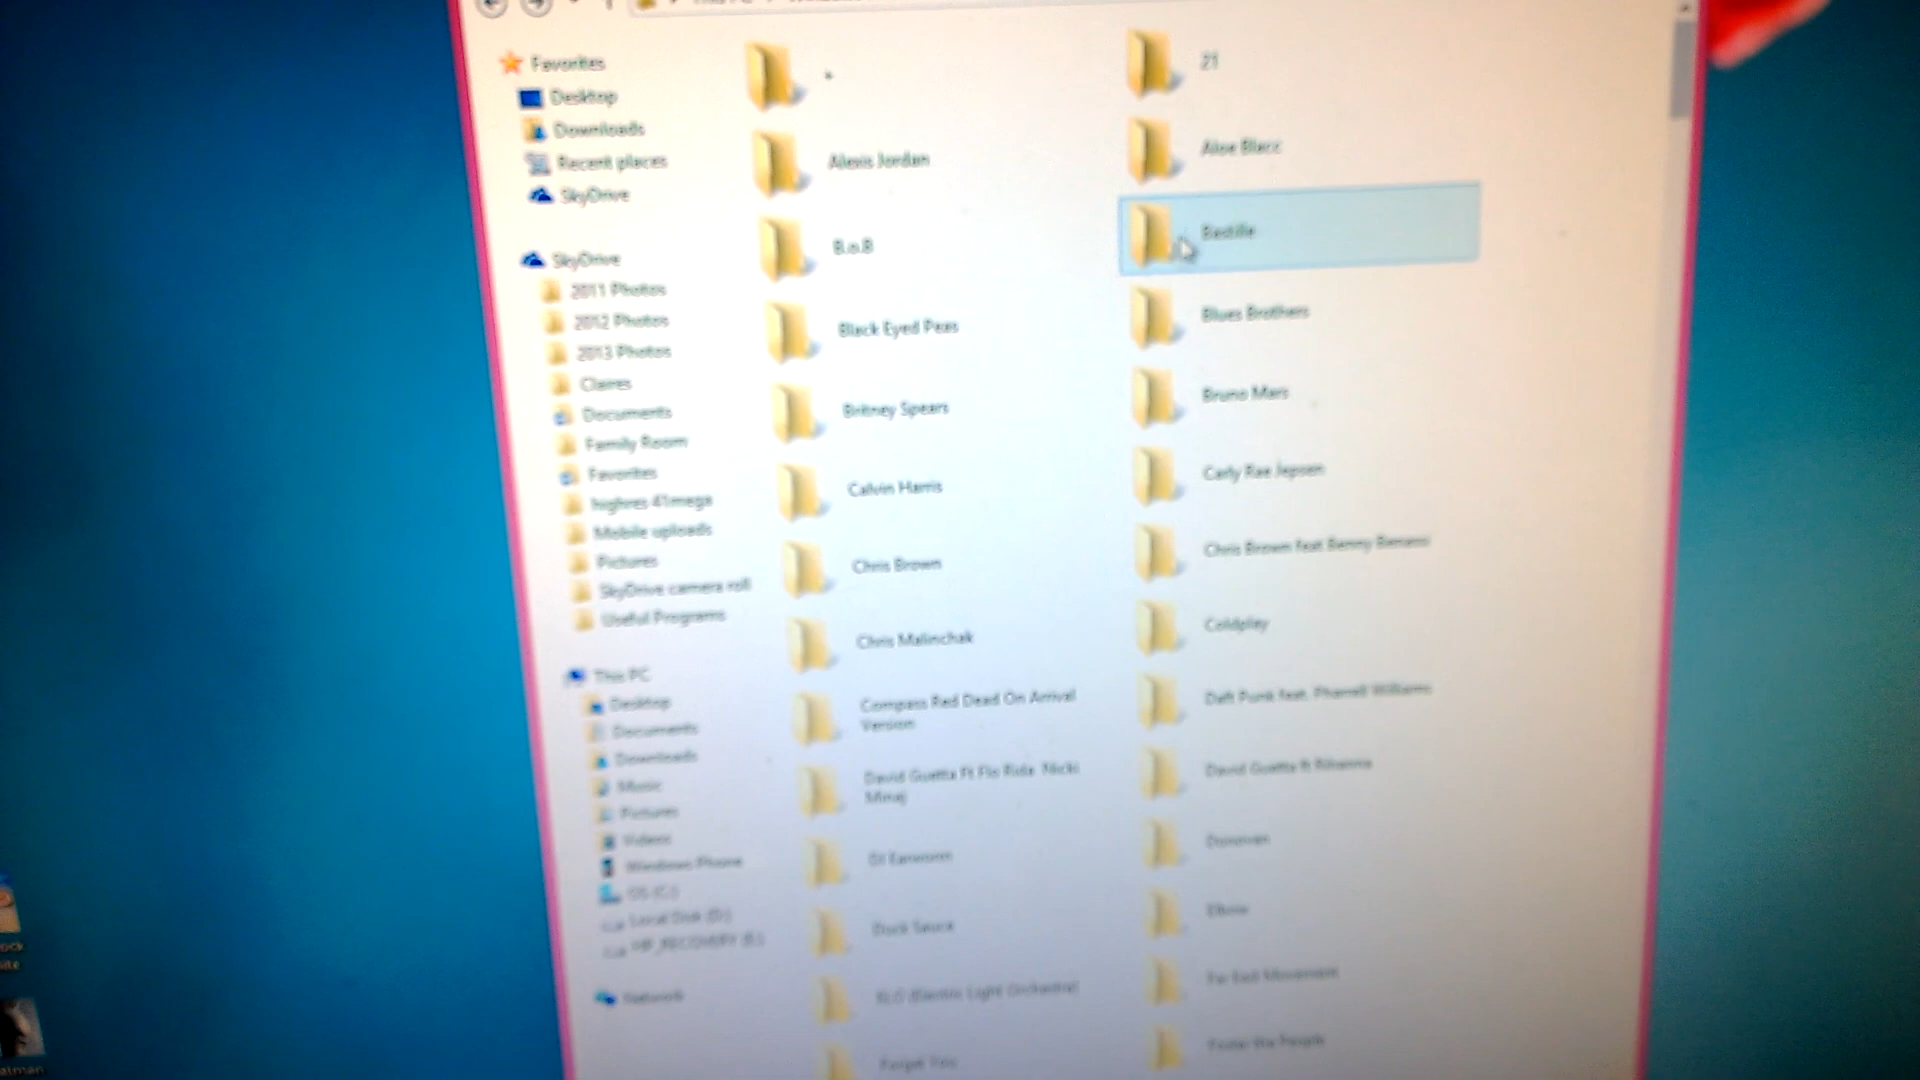 Favorites
Desktop
Downloads
Recent places
SkyDrive
SkyDrive
2011 Photos
2012 Photos
2013 Photos
Claires
Documents
Family Room
Favorites
highres 41mega
Mobile uploads
Pictures
SkyDrive camera roll
Useful Programs
This PC
Desktop
Documents
Downloads
Music
Pictures
Videos
Windows Phone
OS (C:)
Local Disk (D:)
HP_RECOVERY (E:)
Network
21
Alexis Jordan
Aloe Blacc
B.o.B
Bastille
Black Eyed Peas
Blues Brothers
Britney Spears
Bruno Mars
Calvin Harris
Carly Rae Jepsen
Chris Brown
Chris Brown feat Benny Benassi
Chris Malinchak
Coldplay
Compass Red Dead On Arrival
Version
Daft Punk feat. Pharrell Williams
David Guetta Ft Flo Rida Nicki
Minaj
David Guetta ft Rihanna
DJ Earworm
Donovan
Duck Sauce
Elbow
ELO (Electric Light Orchestra)
Far East Movement
Forget You
Foster the People